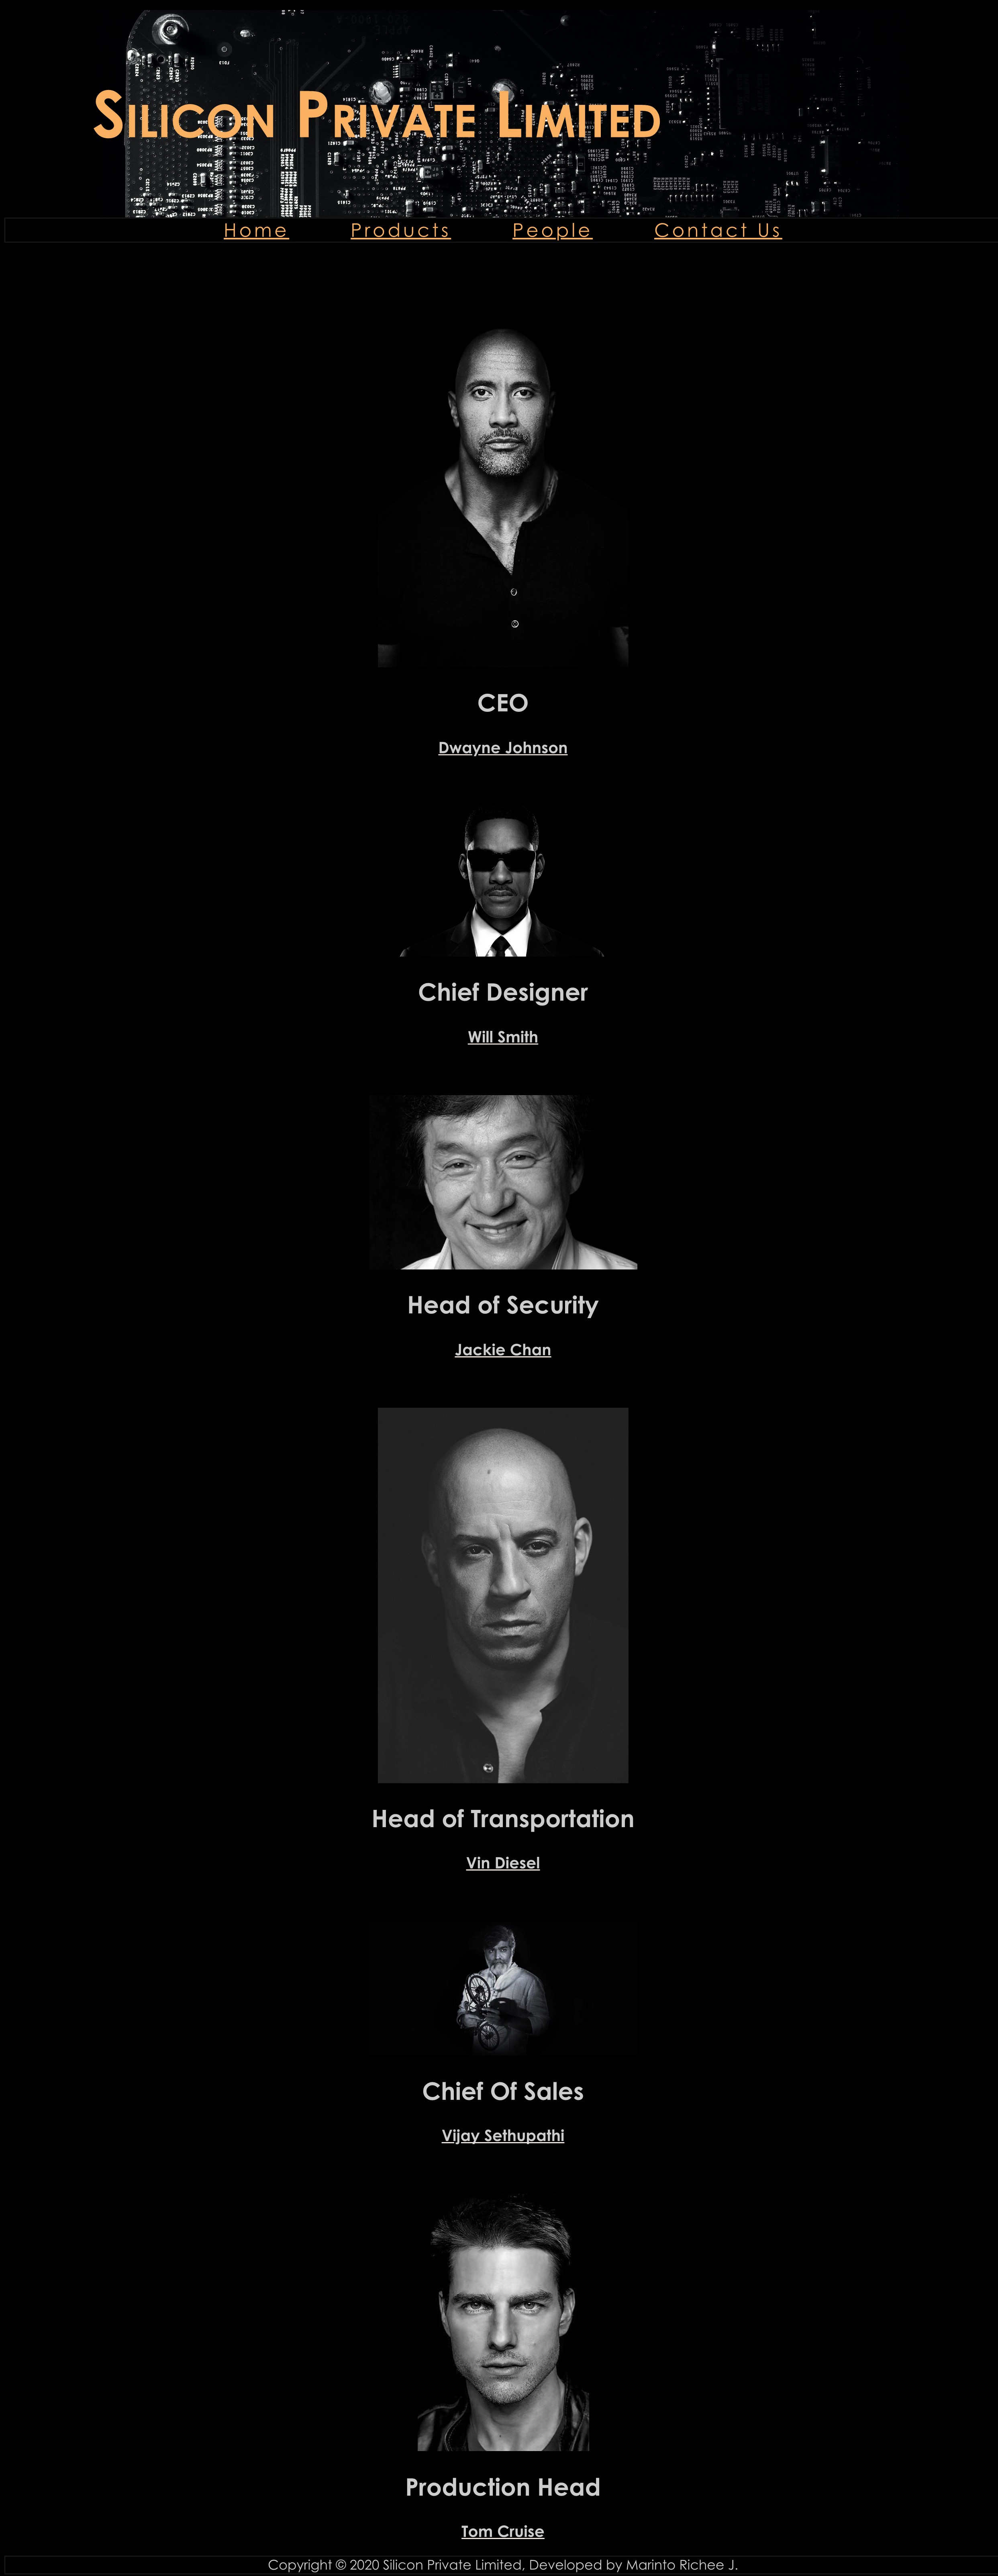 Silicon Private Limited
Home Products People Contact Us
CEO
Dwayne Johnson
Chief Designer
Will Smith
Head of Security
Jackie Chan
Head of Transportation
Vin Diesel
Chief Of Sales
Vijay Sethupathi
Production Head
Tom Cruise
Copyright © 2020 Silicon Private Limited, Developed by Marinto Richee J.